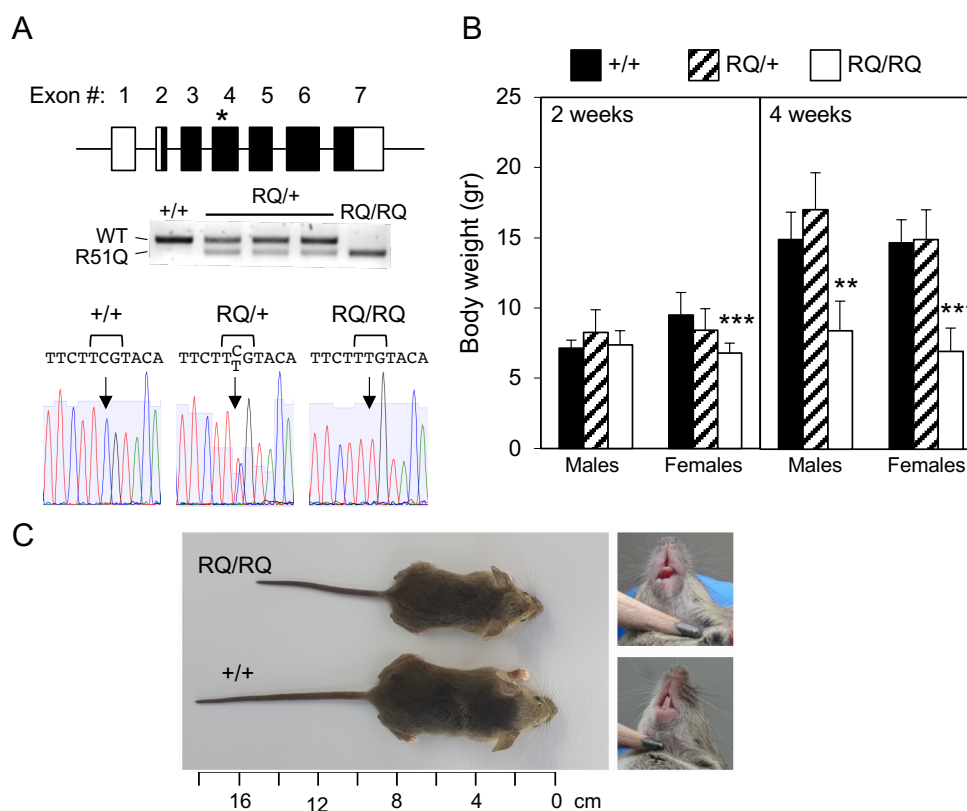 A
Exon #: 1 2 3 4 5 6 7
*
+/+ RQ/+ RQ/RQ
WT
R51Q
+/+ RQ/+ RQ/RQ
TTCTTCGTACA TTCTTC/TGTACA TTCTTTGTACA
B
+/+ RQ/+ RQ/RQ
Body weight (gr)
25
20
15
10
5
0
2 weeks 4 weeks
*** ** ***
Males Females Males Females
C
RQ/RQ
+/+
16 12 8 4 0 cm